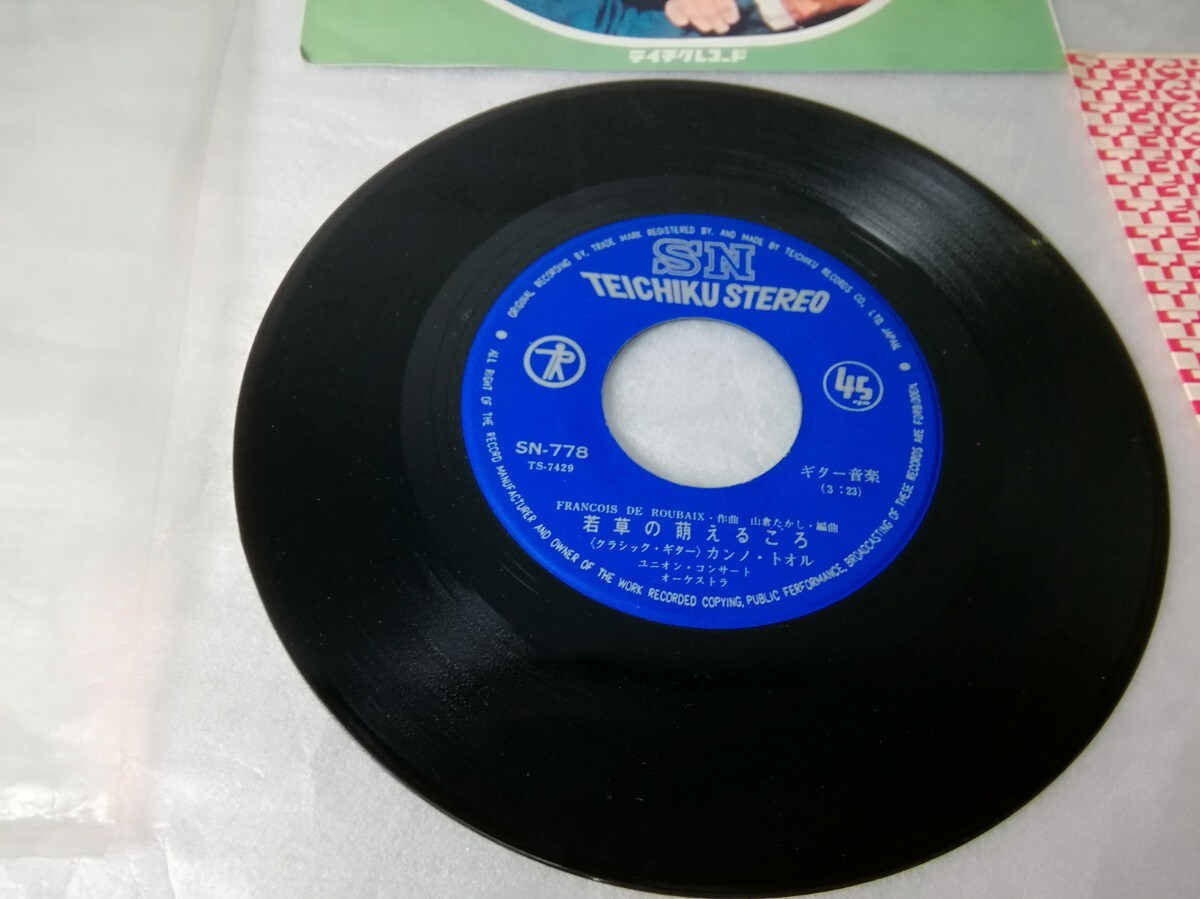 テイチクレコード
ORIGINAL RECORDING BY, TRADE MARK REGISTERED BY, AND MADE BY TEICHIKU RECORDS CO., LTD. JAPAN
SN
TEICHIKU STEREO
45
rpm
SN-778
TS-7429
ギター音楽
(3:23)
FRANCOIS DE ROUBAIX・作曲 山倉たかし・編曲
若草の萌えるころ
(クラシック・ギター) カンノ・トオル
ユニオン・コンサート
オーケストラ
ALL RIGHT OF THE RECORD MANUFACTURER AND OWNER OF THE WORK RECORDED COPYING, PUBLIC FERFORMANCE, BROADCASTING OF THESE RECORDS ARE FORBIDDEN